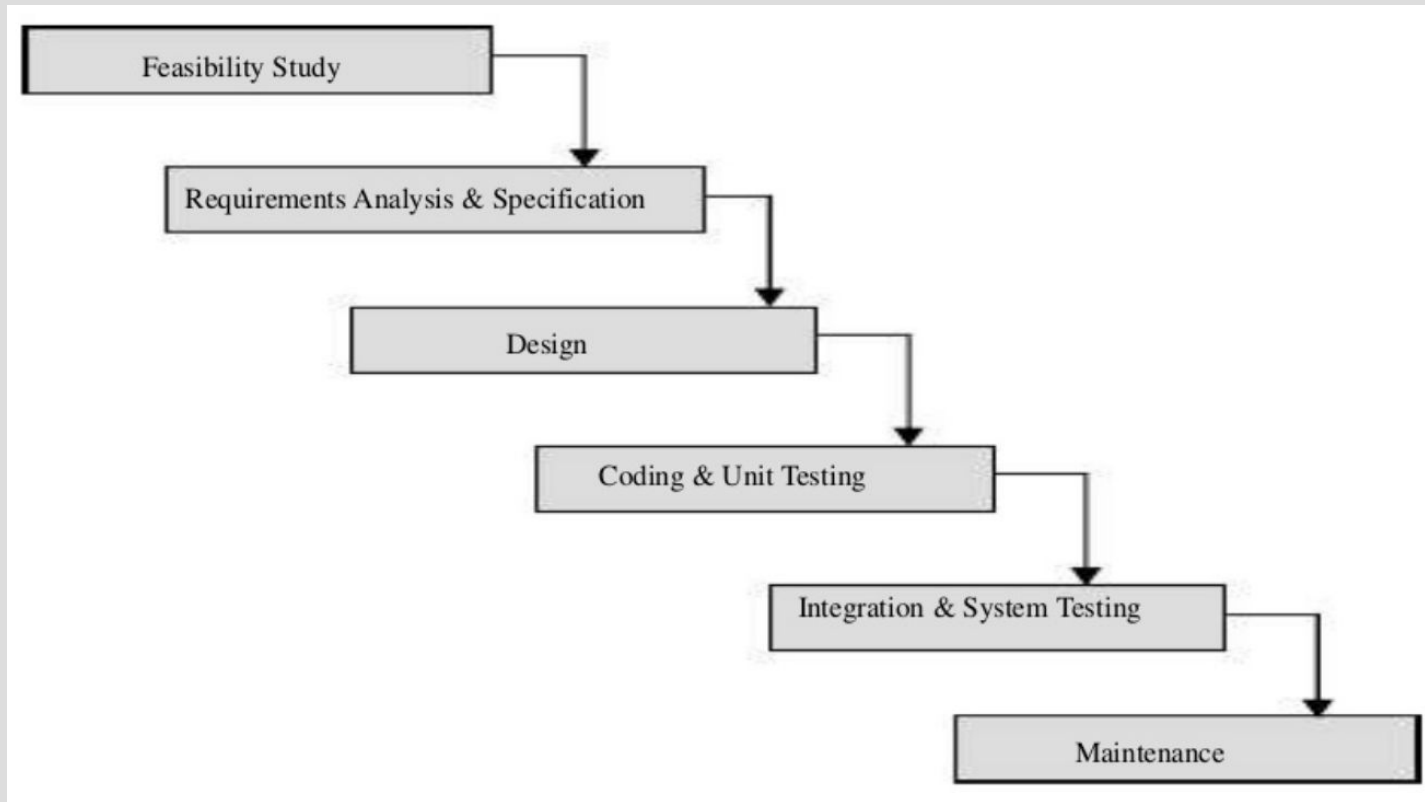 Feasibility Study
Requirements Analysis & Specification
Design
Coding & Unit Testing
Integration & System Testing
Maintenance